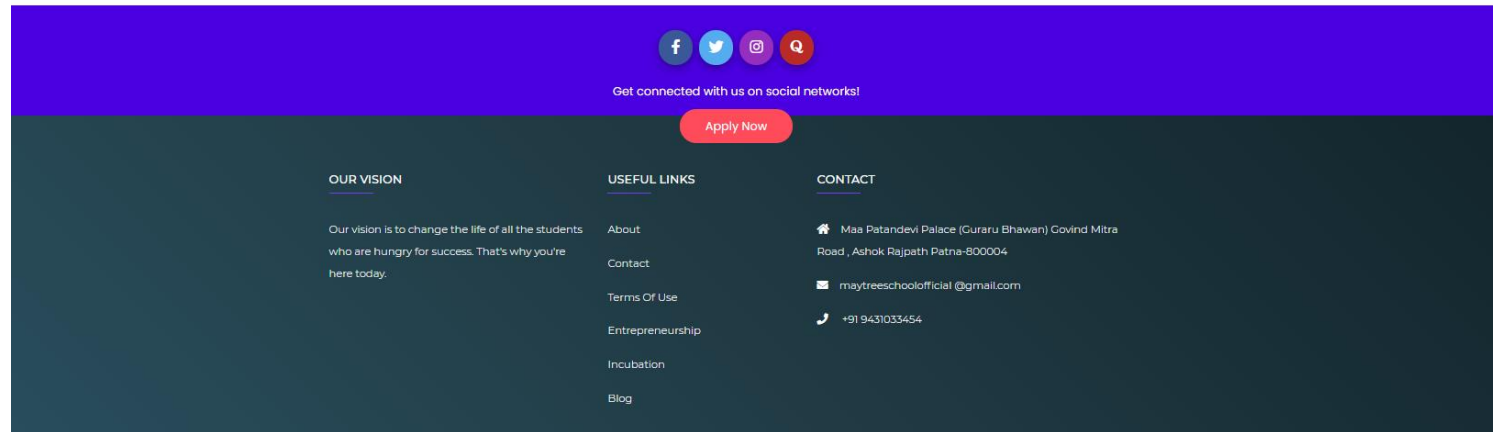 Get connected with us on social networks!
Apply Now
OUR VISION
Our vision is to change the life of all the students
who are hungry for success. That's why you're
here today.
USEFUL LINKS
About
Contact
Terms Of Use
Entrepreneurship
Incubation
Blog
CONTACT
Maa Patandevi Palace (Guraru Bhawan) Govind Mitra
Road , Ashok Rajpath Patna-800004
maytreeschoolofficial @gmail.com
+91 9431033454